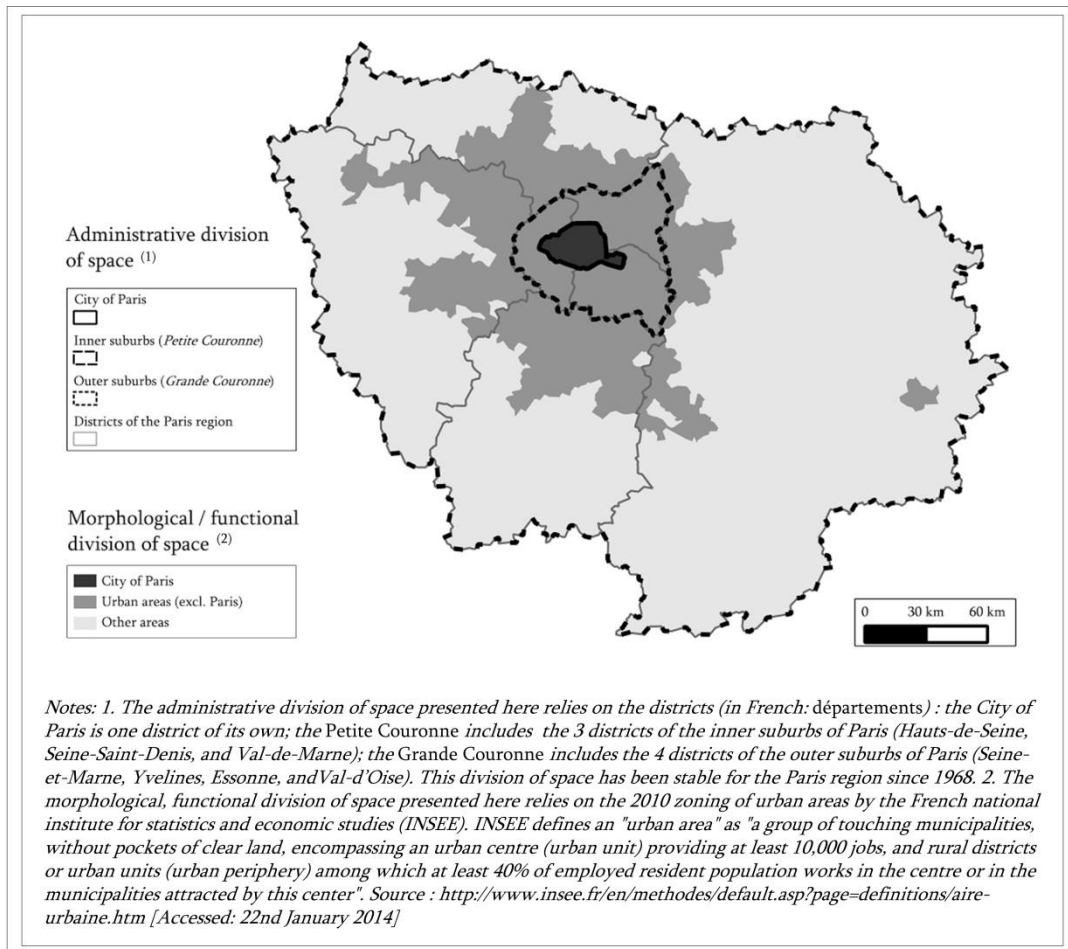 Administrative division
of space (1)
City of Paris
Inner suburbs (Petite Couronne)
Outer suburbs (Grande Couronne)
Districts of the Paris region
Morphological / functional
division of space (2)
City of Paris
Urban areas (excl. Paris)
Other areas
0 30 km 60 km
Notes: 1. The administrative division of space presented here relies on the districts (in French: départements) : the City of
Paris is one district of its own; the Petite Couronne includes the 3 districts of the inner suburbs of Paris (Hauts-de-Seine,
Seine-Saint-Denis, and Val-de-Marne); the Grande Couronne includes the 4 districts of the outer suburbs of Paris (Seine-
et-Marne, Yvelines, Essonne, andVal-d'Oise). This division of space has been stable for the Paris region since 1968. 2. The
morphological, functional division of space presented here relies on the 2010 zoning of urban areas by the French national
institute for statistics and economic studies (INSEE). INSEE defines an "urban area" as "a group of touching municipalities,
without pockets of clear land, encompassing an urban centre (urban unit) providing at least 10,000 jobs, and rural districts
or urban units (urban periphery) among which at least 40% of employed resident population works in the centre or in the
municipalities attracted by this center". Source : http://www.insee.fr/en/methodes/default.asp?page=definitions/aire-
urbaine.htm [Accessed: 22nd January 2014]